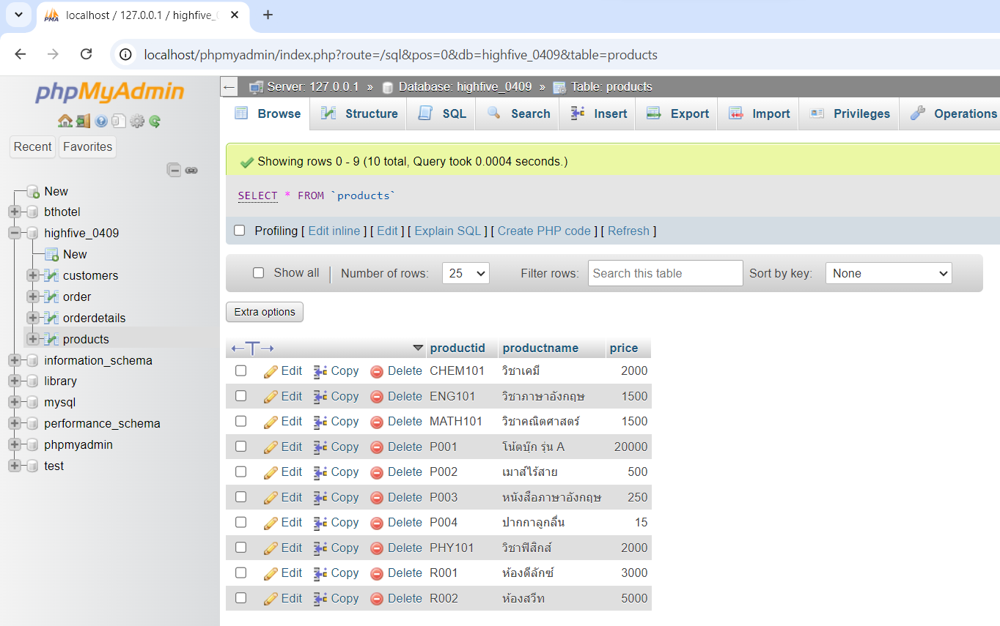 localhost / 127.0.0.1 / highfive_0
localhost/phpmyadmin/index.php?route=/sql&pos=0&db=highfive_0409&table=products
phpMyAdmin
Recent Favorites
New
bthotel
highfive_0409
New
customers
order
orderdetails
products
information_schema
library
mysql
performance_schema
phpmyadmin
test
Server: 127.0.0.1 » Database: highfive_0409 » Table: products
Browse Structure SQL Search Insert Export Import Privileges Operations
Showing rows 0 - 9 (10 total, Query took 0.0004 seconds.)
SELECT * FROM `products`
Profiling [ Edit inline ] [ Edit ] [ Explain SQL ] [ Create PHP code ] [ Refresh ]
Show all Number of rows: 25 Filter rows: Search this table Sort by key: None
Extra options
productid productname price
Edit Copy Delete CHEM101 วิชาเคมี 2000
Edit Copy Delete ENG101 วิชาภาษาอังกฤษ 1500
Edit Copy Delete MATH101 วิชาคณิตศาสตร์ 1500
Edit Copy Delete P001 โน้ตบุ๊ก รุ่น A 20000
Edit Copy Delete P002 เมาส์ไร้สาย 500
Edit Copy Delete P003 หนังสือภาษาอังกฤษ 250
Edit Copy Delete P004 ปากกาลูกลื่น 15
Edit Copy Delete PHY101 วิชาฟิสิกส์ 2000
Edit Copy Delete R001 ห้องดีลักซ์ 3000
Edit Copy Delete R002 ห้องสวีท 5000